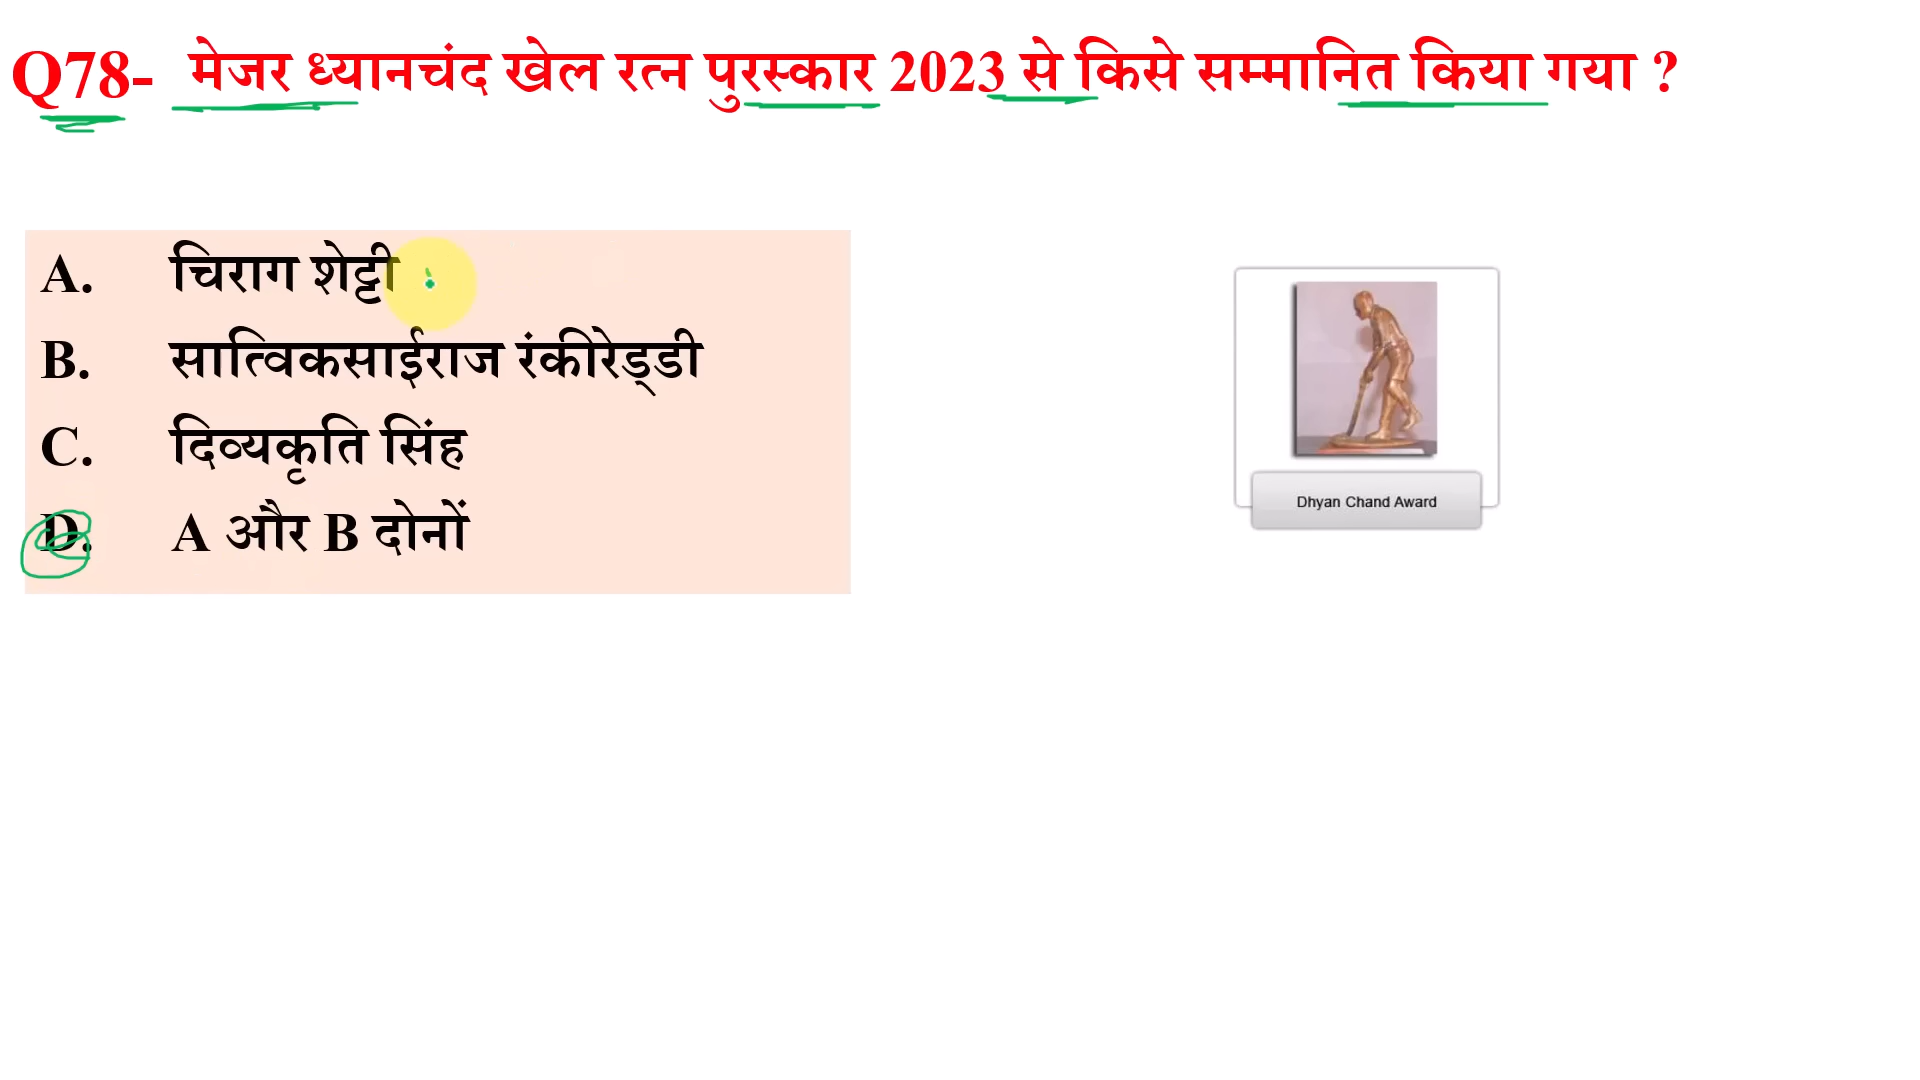 Q78- मेजर ध्यानचंद खेल रत्न पुरस्कार 2023 से किसे सम्मानित किया गया ?
A. चिराग शेट्टी
B. सात्विकसाईराज रंकीरेड्डी
C. दिव्यकृति सिंह
D. A और B दोनों
Dhyan Chand Award